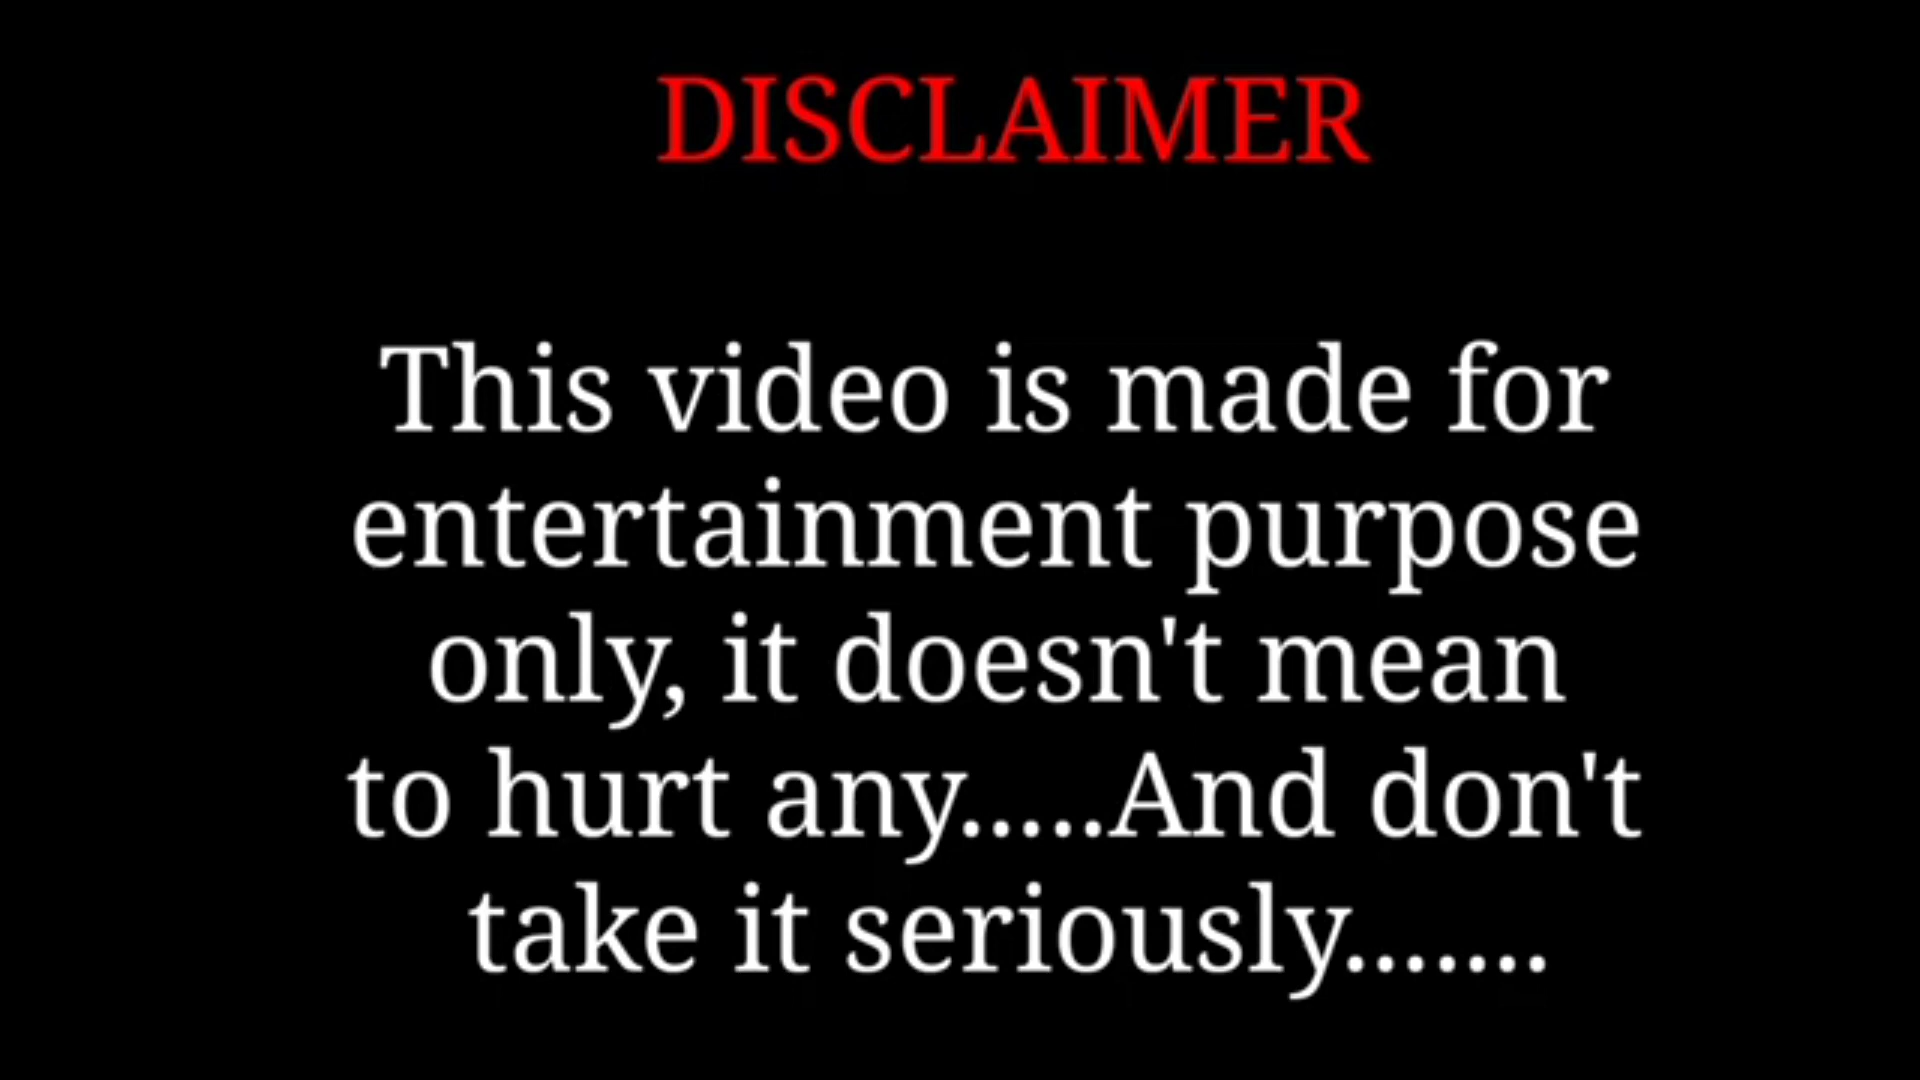 DISCLAIMER
This video is made for
entertainment purpose
only, it doesn't mean
to hurt any.....And don't
take it seriously.......